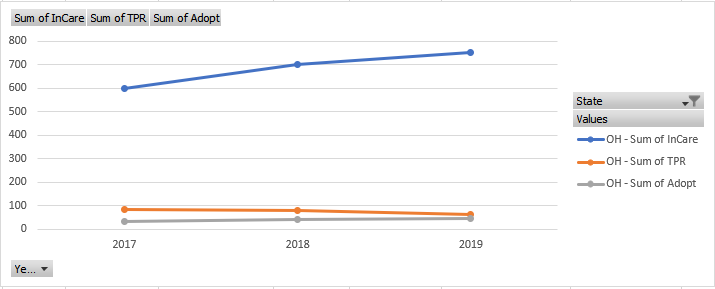 Sum of InCare Sum of TPR Sum of Adopt
800
700
600
500
400
300
200
100
0
2017 2018 2019
State
Values
OH - Sum of InCare
OH - Sum of TPR
OH - Sum of Adopt
Ye...